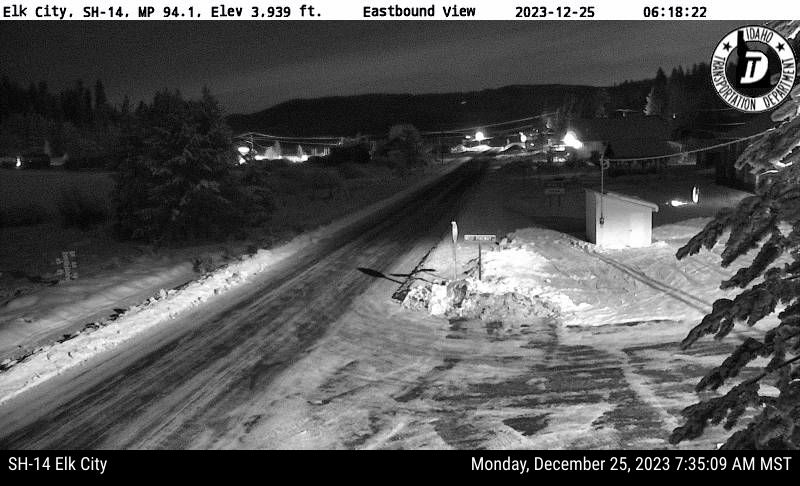 Elk City, SH-14, MP 94.1, Elev 3,939 ft. Eastbound View 2023-12-25 06:18:22
IDAHO
TRANSPORTATION DEPARTMENT
SH-14 Elk City Monday, December 25, 2023 7:35:09 AM MST